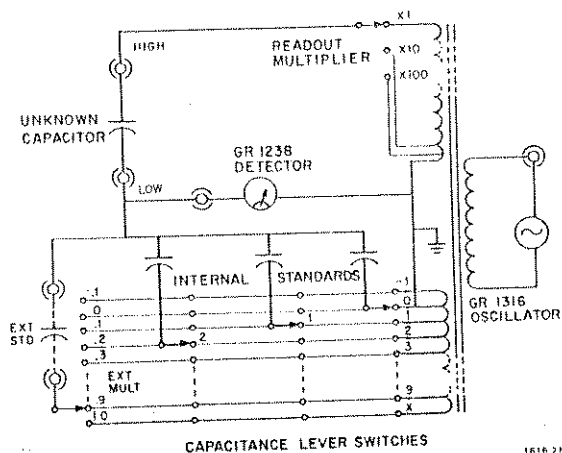 HIGH
READOUT
MULTIPLIER
X1
X10
X100
UNKNOWN
CAPACITOR
GR 1238
DETECTOR
LOW
INTERNAL STANDARDS
GR 1316
OSCILLATOR
EXT
STD
-.1
0
.1
.2
.3
EXT
MULT
.9
1.0
2
1
-1
0
1
2
3
9
X
CAPACITANCE LEVER SWITCHES